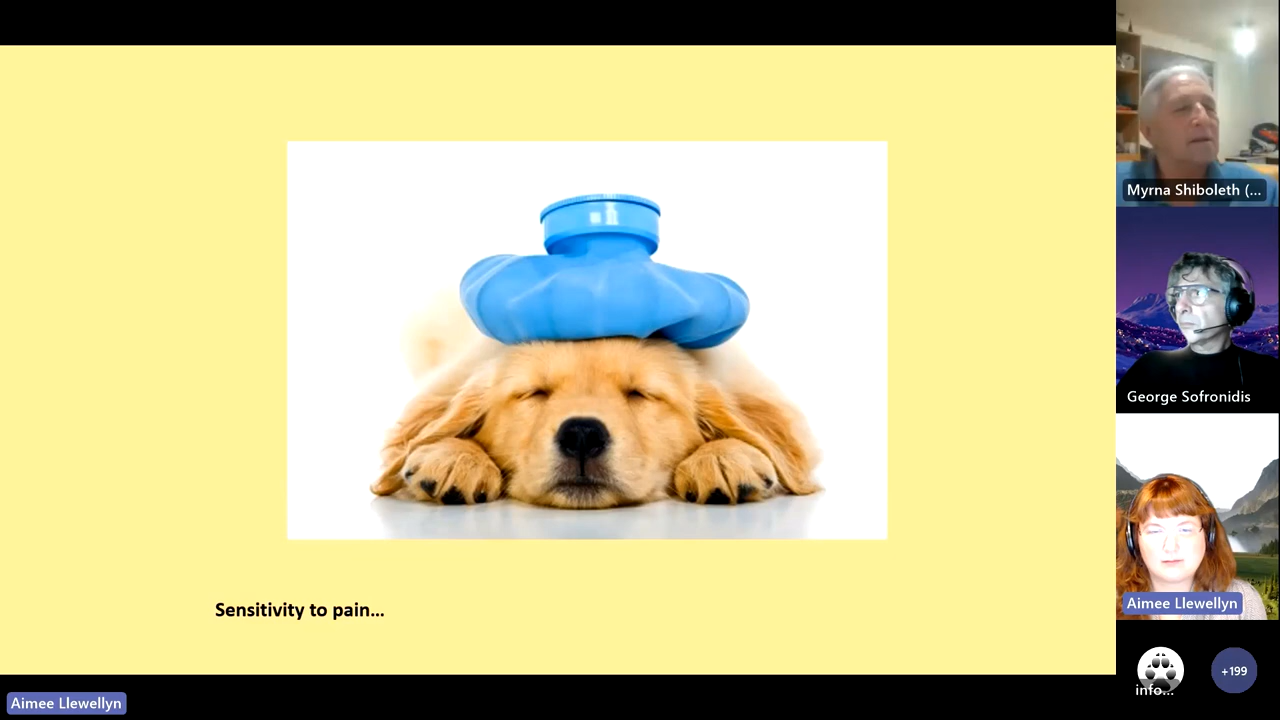 Myrna Shiboleth (...
George Sofronidis
Aimee Llewellyn
Sensitivity to pain...
info...
+199
Aimee Llewellyn